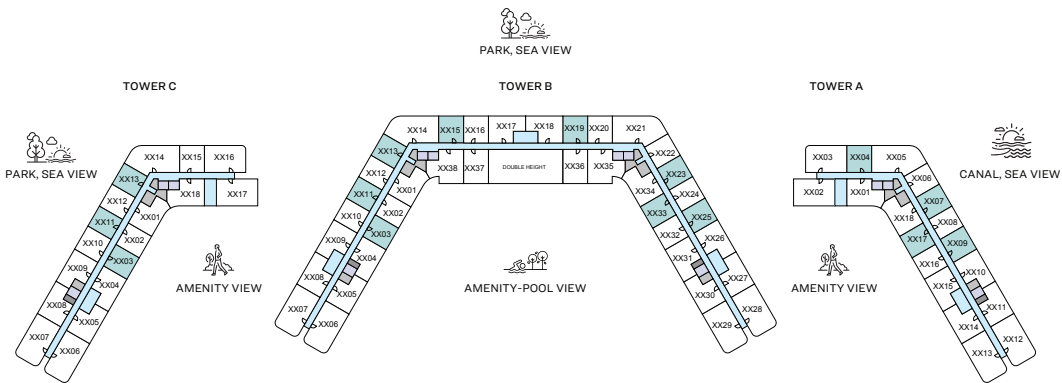 PARK, SEA VIEW
TOWER C
TOWER B
TOWER A
PARK, SEA VIEW
CANAL, SEA VIEW
XX14
XX15
XX16
XX13
XX12
XX11
XX10
XX09
XX08
XX07
XX18
XX17
XX01
XX02
XX03
XX04
XX05
XX06
AMENITY VIEW
XX14
XX15
XX16
XX17
XX18
XX19
XX20
XX21
XX13
XX12
XX11
XX10
XX09
XX08
XX07
XX38
XX37
DOUBLE HEIGHT
XX36
XX35
XX01
XX02
XX03
XX04
XX05
XX06
XX22
XX23
XX24
XX25
XX26
XX27
XX28
XX34
XX33
XX32
XX31
XX30
XX29
AMENITY-POOL VIEW
XX03
XX04
XX05
XX02
XX01
XX06
XX07
XX08
XX09
XX10
XX11
XX12
XX18
XX17
XX16
XX15
XX14
XX13
AMENITY VIEW